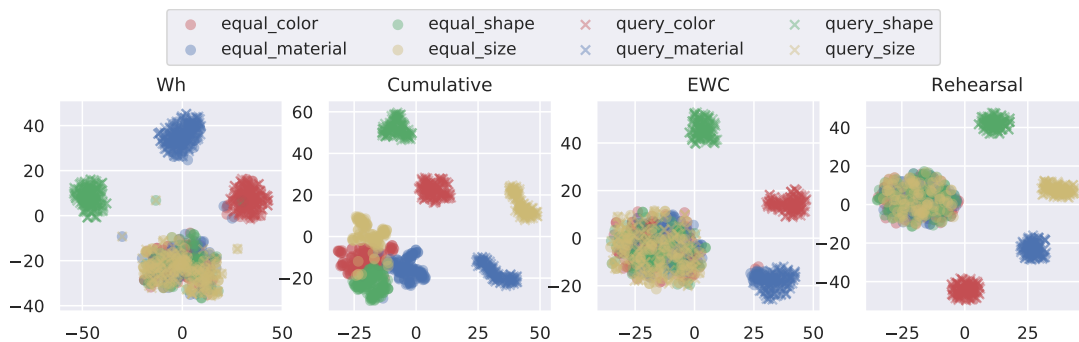 equal_color equal_shape query_color query_shape
equal_material equal_size query_material query_size
Wh Cumulative EWC Rehearsal
40
20
0
−20
−40
−50 0 50
60
40
20
0
−20
−25 0 25 50
40
20
0
−20
−25 0 25 50
40
20
0
−20
−40
−25 0 25